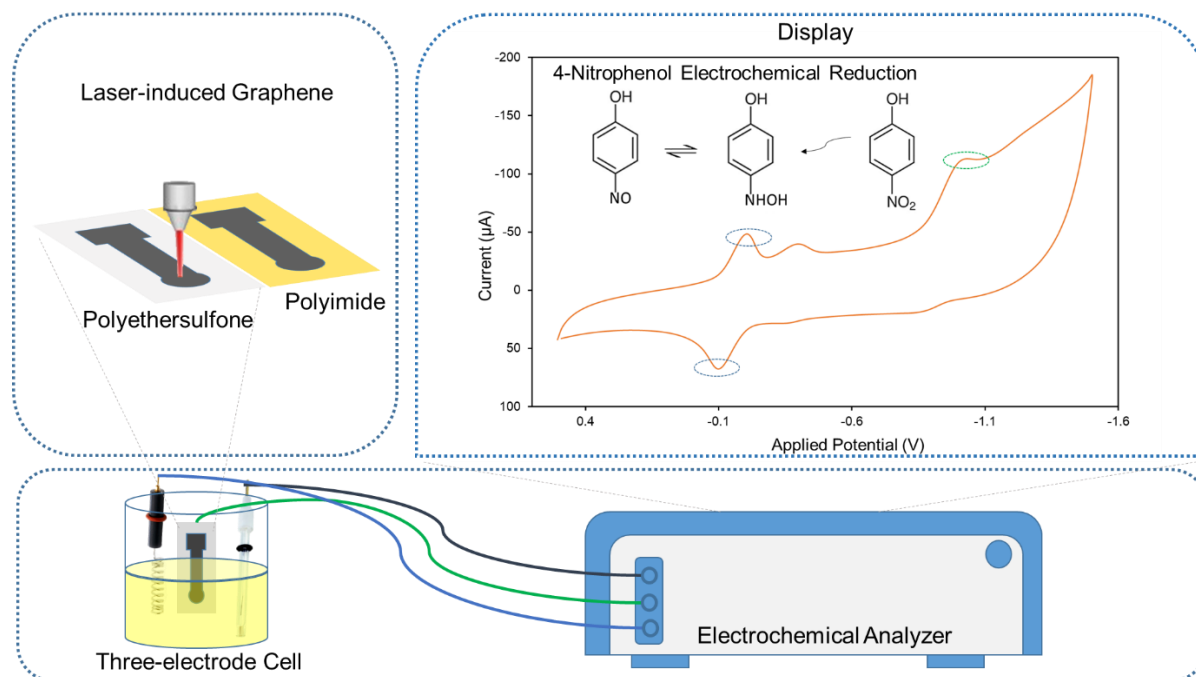 Laser-induced Graphene
Polyethersulfone
Polyimide
Display
4-Nitrophenol Electrochemical Reduction
OH
OH
OH
NO
NHOH
NO₂
-200
-150
-100
-50
0
50
100
Current (µA)
0.4
-0.1
-0.6
-1.1
-1.6
Applied Potential (V)
Three-electrode Cell
Electrochemical Analyzer